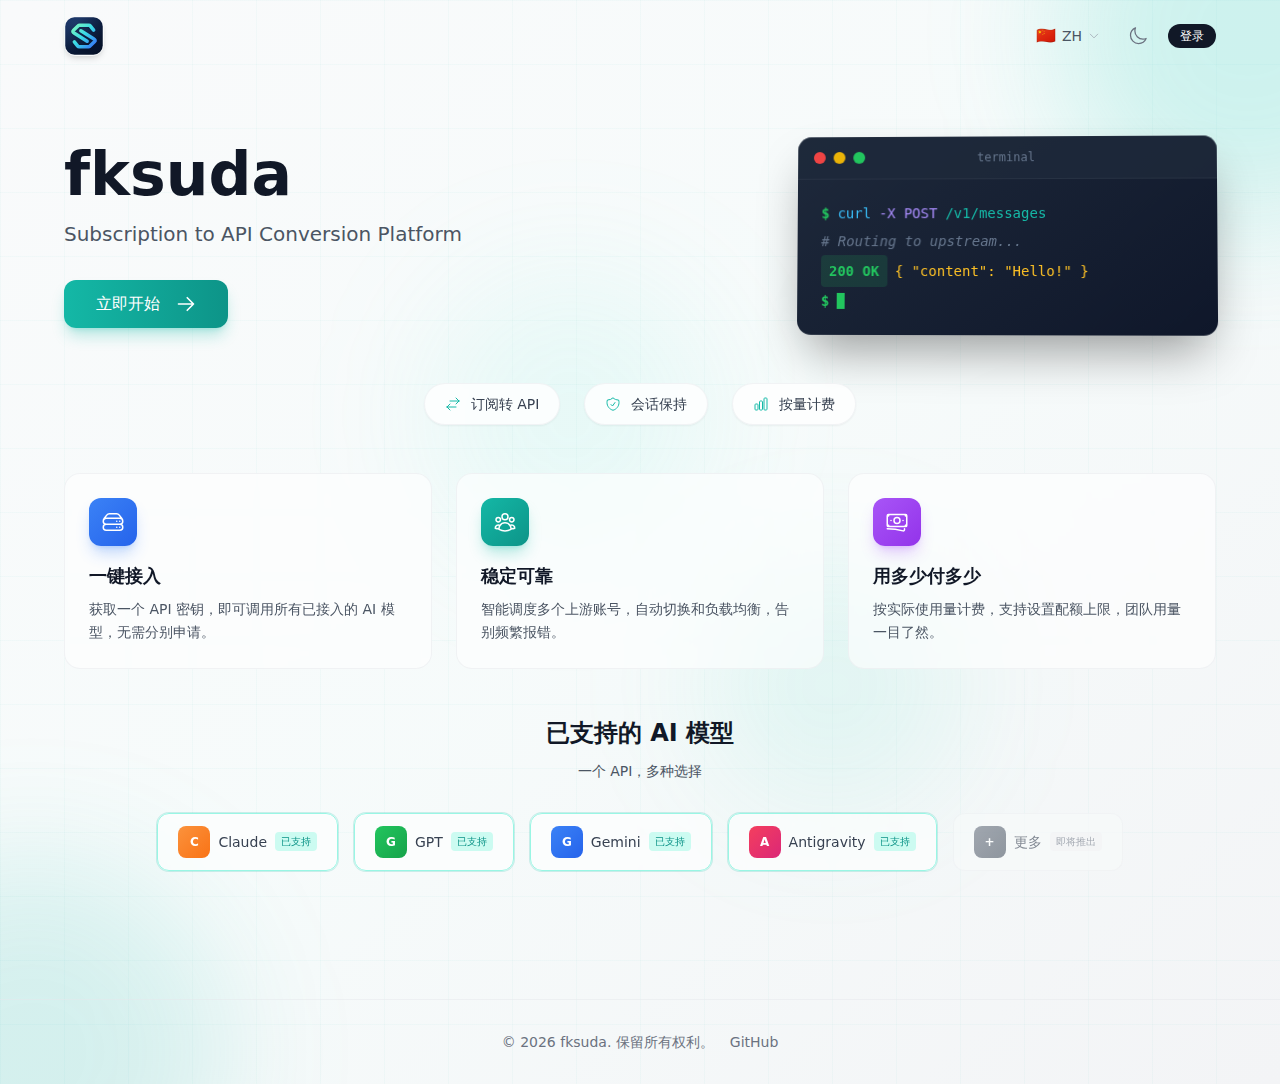 🇨🇳 ZH
登录
fksuda
Subscription to API Conversion Platform
立即开始
terminal
$ curl -X POST /v1/messages
# Routing to upstream...
200 OK { "content": "Hello!" }
$
订阅转 API
会话保持
按量计费
一键接入
获取一个 API 密钥，即可调用所有已接入的 AI 模
型，无需分别申请。
稳定可靠
智能调度多个上游账号，自动切换和负载均衡，告
别频繁报错。
用多少付多少
按实际使用量计费，支持设置配额上限，团队用量
一目了然。
已支持的 AI 模型
一个 API，多种选择
C Claude 已支持
G GPT 已支持
G Gemini 已支持
A Antigravity 已支持
+ 更多 即将推出
© 2026 fksuda. 保留所有权利。 GitHub